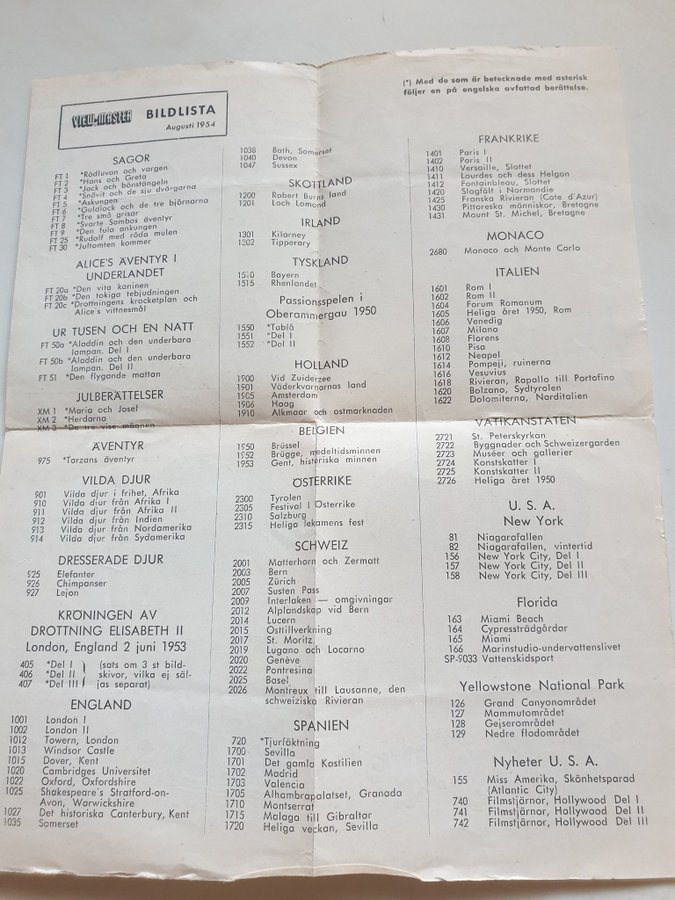 VIEW-MASTER BILDLISTA
Augusti 1954
(*) Med de som är betecknade med asterisk
följer en på engelska avfattad berättelse.
SAGOR
FT 1 *Rödluvan och vargen
FT 2 *Hans och Greta
FT 3 *Jack och bönstängeln
FT 4 *Snövit och de sju dvärgarna
FT 5 *Askungen
FT 6 *Guldlock och de tre björnarna
FT 7 *Tre små grisar
FT 8 *Svarte Sambos äventyr
FT 9 *Den fula ankungen
FT 25 *Rudolf med röda mulen
FT 30 *Jultomten kommer
ALICE'S ÄVENTYR I
UNDERLANDET
FT 20a *Den vita kaninen
FT 20b *Den tokiga tebjudningen
FT 20c *Drottningens krocketplan och
Alice's vittnesmål
UR TUSEN OCH EN NATT
FT 50a *Aladdin och den underbara
lampan. Del I
FT 50b *Aladdin och den underbara
lampan. Del II
FT 51 *Den flygande mattan
JULBERÄTTELSER
XM 1 *Maria och Josef
XM 2 *Herdarna
XM 3 *De tre vise männen
ÄVENTYR
975 *Tarzans äventyr
VILDA DJUR
901 Vilda djur i frihet, Afrika
910 Vilda djur från Afrika I
911 Vilda djur från Afrika II
912 Vilda djur från Indien
913 Vilda djur från Nordamerika
914 Vilda djur från Sydamerika
DRESSERADE DJUR
925 Elefanter
926 Chimpanser
927 Lejon
KRÖNINGEN AV
DROTTNING ELISABETH II
London, England 2 juni 1953
405 *Del I (sats om 3 st bild-
406 *Del II skivor, vilka ej säl-
407 *Del III jas separat)
ENGLAND
1001 London I
1002 London II
1012 Towern, London
1013 Windsor Castle
1015 Dover, Kent
1020 Cambridges Universitet
1022 Oxford, Oxfordshire
1025 Shakespeare's Stratford-on-
Avon, Warwickshire
1027 Det historiska Canterbury, Kent
1035 Somerset
1038 Bath, Somerset
1040 Devon
1047 Sussex
SKOTTLAND
1200 Robert Burns land
1201 Loch Lomond
IRLAND
1301 Kilarney
1302 Tipperary
TYSKLAND
1510 Bayern
1515 Rhenlandet
Passionsspelen i
Oberammergau 1950
1550 *Tablå
1551 *Del I
1552 *Del II
HOLLAND
1900 Vid Zuiderzee
1901 Väderkvarnarnas land
1905 Amsterdam
1906 Haag
1910 Alkmaar och ostmarknaden
BELGIEN
1950 Brüssel
1952 Brügge, medeltidsminnen
1953 Gent, historiska minnen
ÖSTERRIKE
2300 Tyrolen
2305 Festival i Österrike
2310 Salzburg
2315 Heliga lekamens fest
SCHWEIZ
2001 Matterhorn och Zermatt
2003 Bern
2005 Zürich
2007 Susten Pass
2009 Interlaken — omgivningar
2012 Alplandskap vid Bern
2014 Lucern
2015 Osttillverkning
2017 St. Moritz
2019 Lugano och Locarno
2020 Genève
2022 Pontresina
2025 Basel
2026 Montreux till Lausanne, den
schweiziska Rivieran
SPANIEN
720 *Tjurfäktning
1700 Sevilla
1701 Det gamla Kastilien
1702 Madrid
1703 Valencia
1705 Alhambrapalatset, Granada
1710 Montserrat
1715 Malaga till Gibraltar
1720 Heliga veckan, Sevilla
FRANKRIKE
1401 Paris I
1402 Paris II
1410 Versaille, Slottet
1411 Lourdes och dess Helgon
1412 Fontainbleau, Slottet
1420 Slagfält i Normandie
1425 Franska Rivieran (Cote d'Azur)
1430 Pittoreska människor, Bretagne
1431 Mount St. Michel, Bretagne
MONACO
2680 Monaco och Monte Carlo
ITALIEN
1601 Rom I
1602 Rom II
1604 Forum Romanum
1605 Heliga året 1950, Rom
1606 Venedig
1607 Milano
1608 Florens
1610 Pisa
1612 Neapel
1614 Pompeji, ruinerna
1616 Vesuvius
1618 Rivieran, Rapallo till Portofino
1620 Bolzano, Sydtyrolen
1622 Dolomiterna, Norditalien
VATIKANSTATEN
2721 St. Peterskyrkan
2722 Byggnader och Schweizergarden
2723 Muséer och gallerier
2724 Konstskatter I
2725 Konstskatter II
2726 Heliga året 1950
U. S. A.
New York
81 Niagarafallen
82 Niagarafallen, vintertid
156 New York City, Del I
157 New York City, Del II
158 New York City, Del III
Florida
163 Miami Beach
164 Cypressträdgårdar
165 Miami
166 Marinstudio-undervattenslivet
SP-9033 Vattenskidsport
Yellowstone National Park
126 Grand Canyonområdet
127 Mammutområdet
128 Gejserområdet
129 Nedre flodområdet
Nyheter U. S. A.
155 Miss Amerika, Skönhetsparad
(Atlantic City)
740 Filmstjärnor, Hollywood Del I
741 Filmstjärnor, Hollywood Del II
742 Filmstjärnor, Hollywood Del III